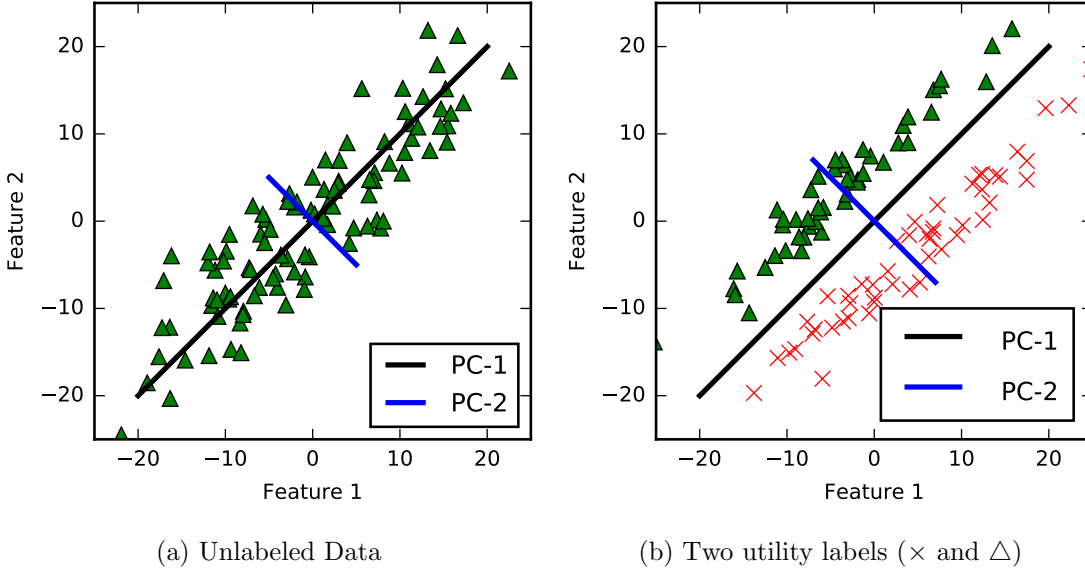 20
10
0
−10
−20
Feature 2
−20 −10 0 10 20
Feature 1
PC-1
PC-2
(a) Unlabeled Data
20
10
0
−10
−20
Feature 2
−20 −10 0 10 20
Feature 1
PC-1
PC-2
(b) Two utility labels (× and △)